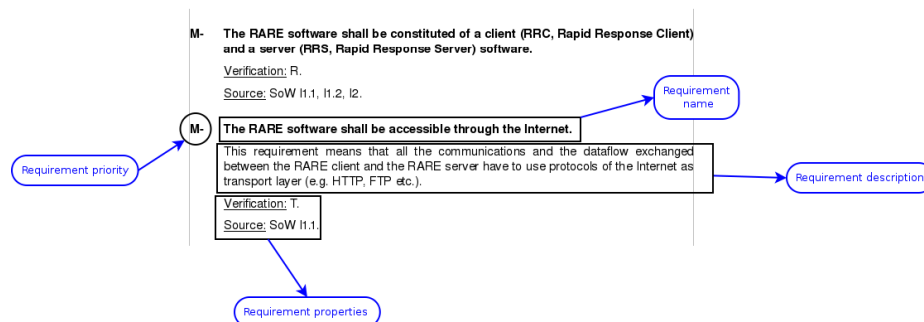 M- The RARE software shall be constituted of a client (RRC, Rapid Response Client)
and a server (RRS, Rapid Response Server) software.
Verification: R.
Source: SoW I1.1, I1.2, I2.
Requirement
name
M- The RARE software shall be accessible through the Internet.
This requirement means that all the communications and the dataflow exchanged
between the RARE client and the RARE server have to use protocols of the Internet as
transport layer (e.g. HTTP, FTP etc.).
Requirement priority
Requirement description
Verification: T.
Source: SoW I1.1.
Requirement properties